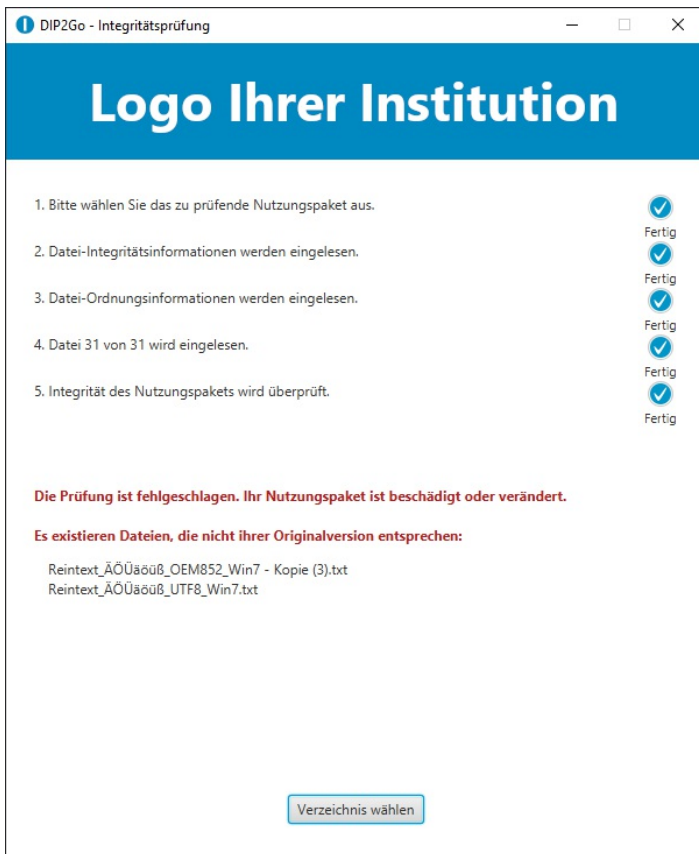 DIP2Go - Integritätsprüfung
Logo Ihrer Institution
1. Bitte wählen Sie das zu prüfende Nutzungspaket aus.
Fertig
2. Datei-Integritätsinformationen werden eingelesen.
Fertig
3. Datei-Ordnungsinformationen werden eingelesen.
Fertig
4. Datei 31 von 31 wird eingelesen.
Fertig
5. Integrität des Nutzungspakets wird überprüft.
Fertig
Die Prüfung ist fehlgeschlagen. Ihr Nutzungspaket ist beschädigt oder verändert.
Es existieren Dateien, die nicht ihrer Originalversion entsprechen:
Reintext_ÄÖÜäöüß_OEM852_Win7 - Kopie (3).txt
Reintext_ÄÖÜäöüß_UTF8_Win7.txt
Verzeichnis wählen